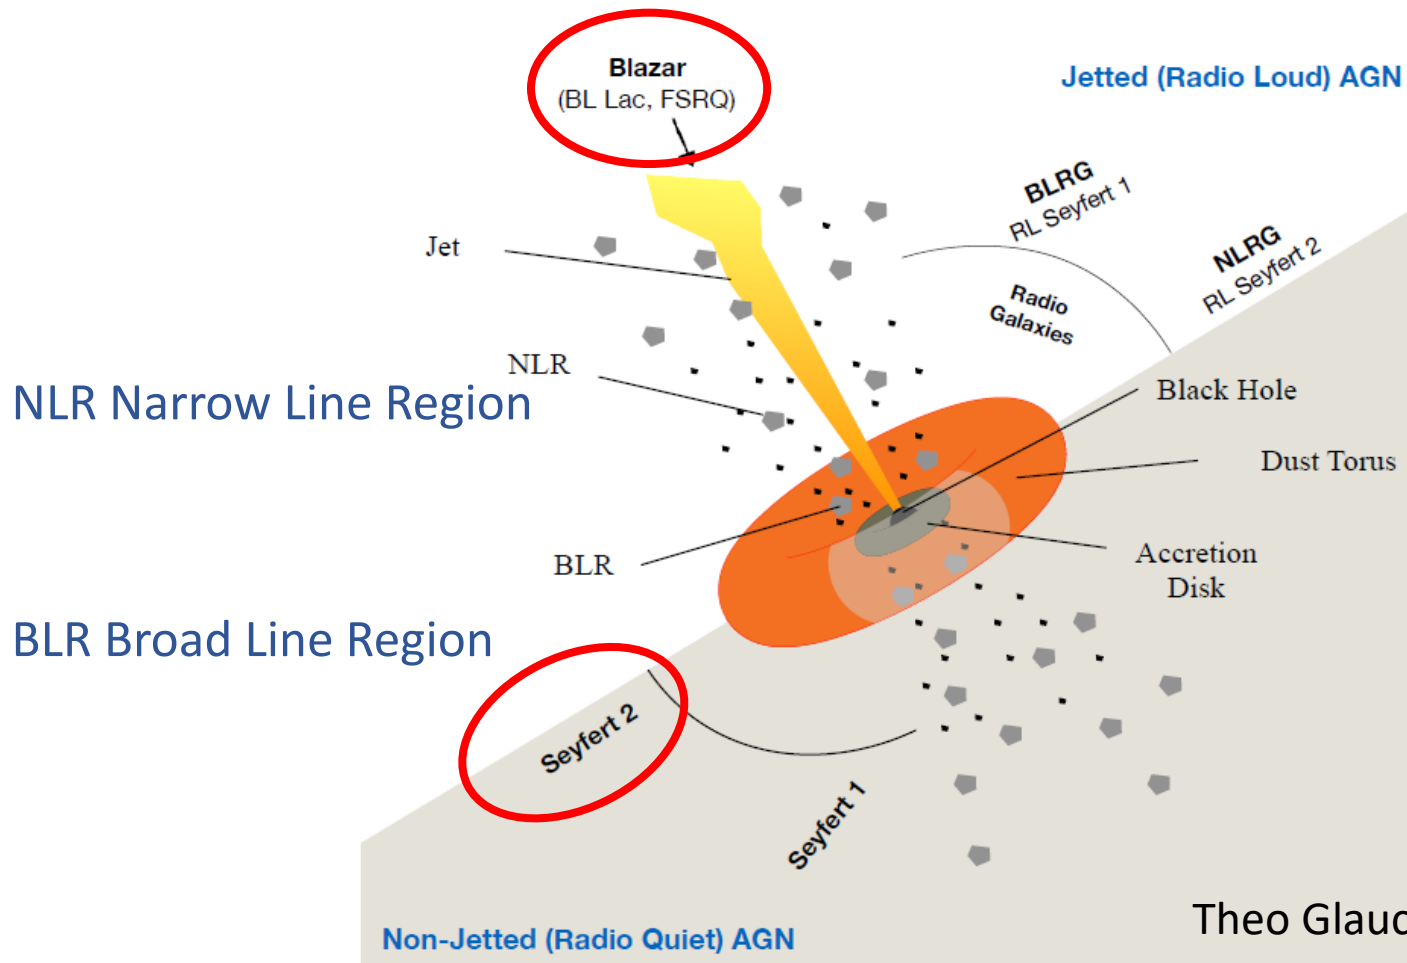 Blazar
(BL Lac, FSRQ)
Jetted (Radio Loud) AGN
BLRG
RL Seyfert 1
NLRG
RL Seyfert 2
Jet
Radio
Galaxies
NLR
NLR Narrow Line Region
Black Hole
Dust Torus
BLR
Accretion
Disk
BLR Broad Line Region
Seyfert 2
Seyfert 1
Theo
Non-Jetted (Radio Quiet) AGN